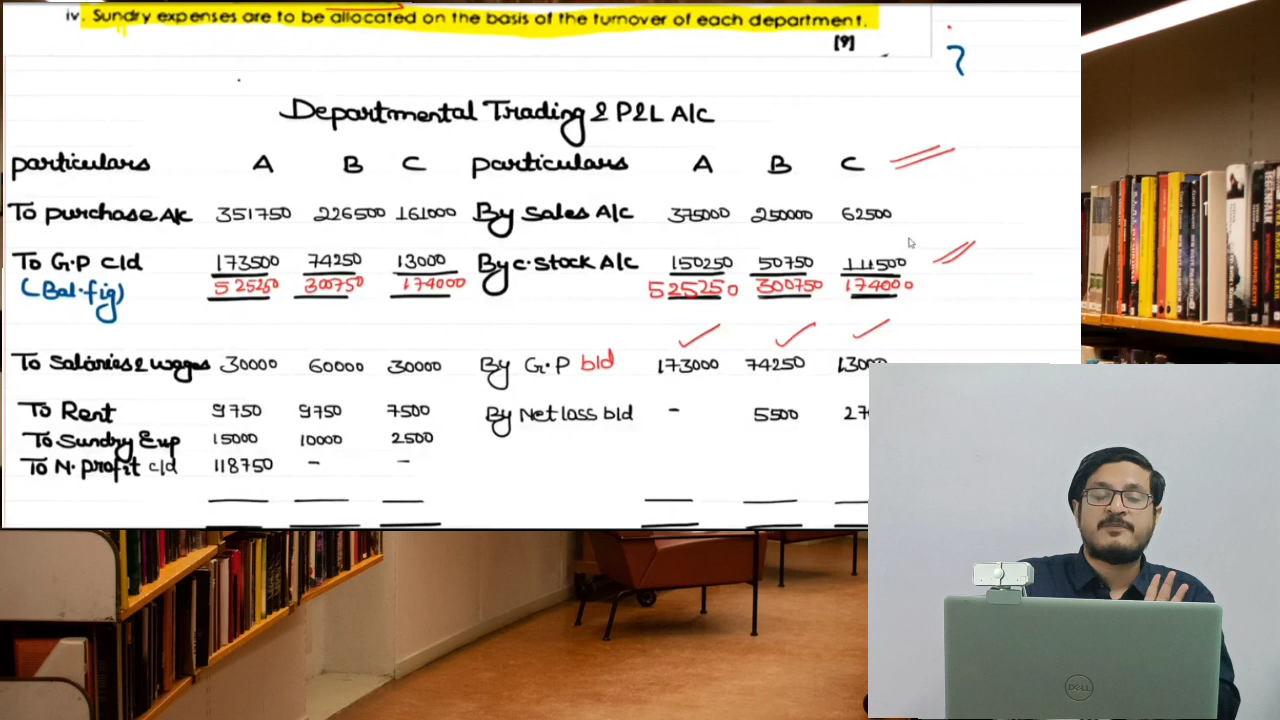 iv. Sundry expenses are to be allocated on the basis of the turnover of each department.
[9]
?
Departmental Trading & P&L A/c
particulars A B C particulars A B C
To purchase A/c 351750 226500 161000 By Sales A/c 375000 250000 62500
To G.P c/d 173500 74250 13000 By c.stock A/c 150250 50750 111500
(Bal.fig) 525250 300750 174000 525250 300750 174000
To Salaries & wages 30000 60000 30000 By G.P b/d 173000 74250 13000
To Rent 9750 9750 7500 By Net loss b/d - 5500 27
To Sundry Exp 15000 10000 2500
To N.profit c/d 118750 - -
DELL